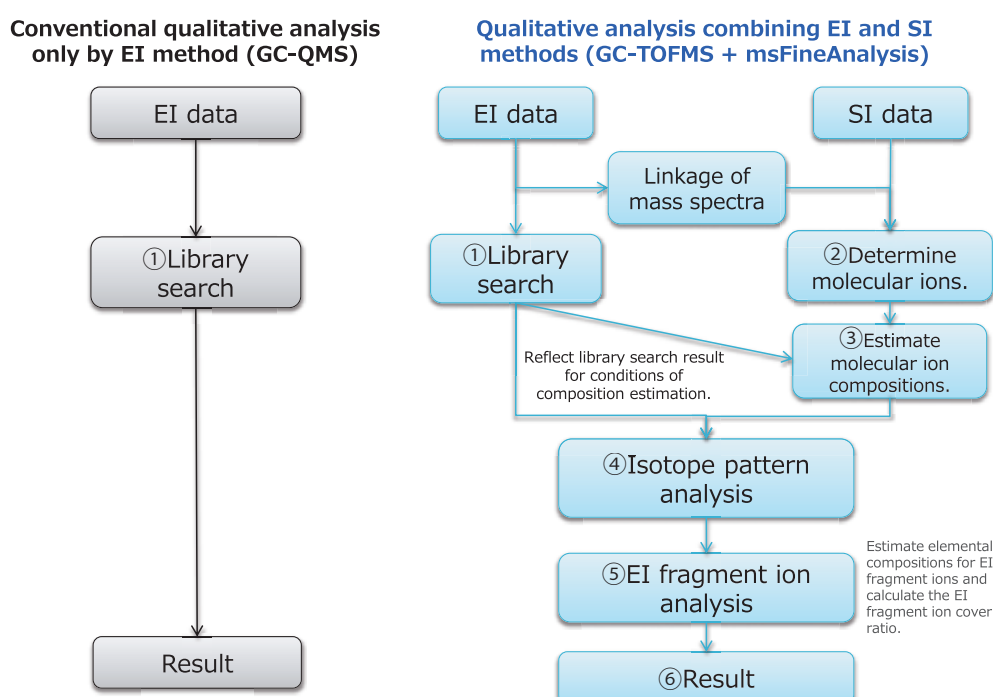 Conventional qualitative analysis
only by EI method (GC-QMS)
EI data
①Library
search
Result
Qualitative analysis combining EI and SI
methods (GC-TOFMS + msFineAnalysis)
EI data
SI data
Linkage of
mass spectra
①Library
search
②Determine
molecular ions.
③Estimate
molecular ion
compositions.
Reflect library search result
for conditions of
composition estimation.
④Isotope pattern
analysis
⑤EI fragment ion
analysis
Estimate elemental
compositions for EI
fragment ions and
calculate the EI
fragment ion cover
ratio.
⑥Result